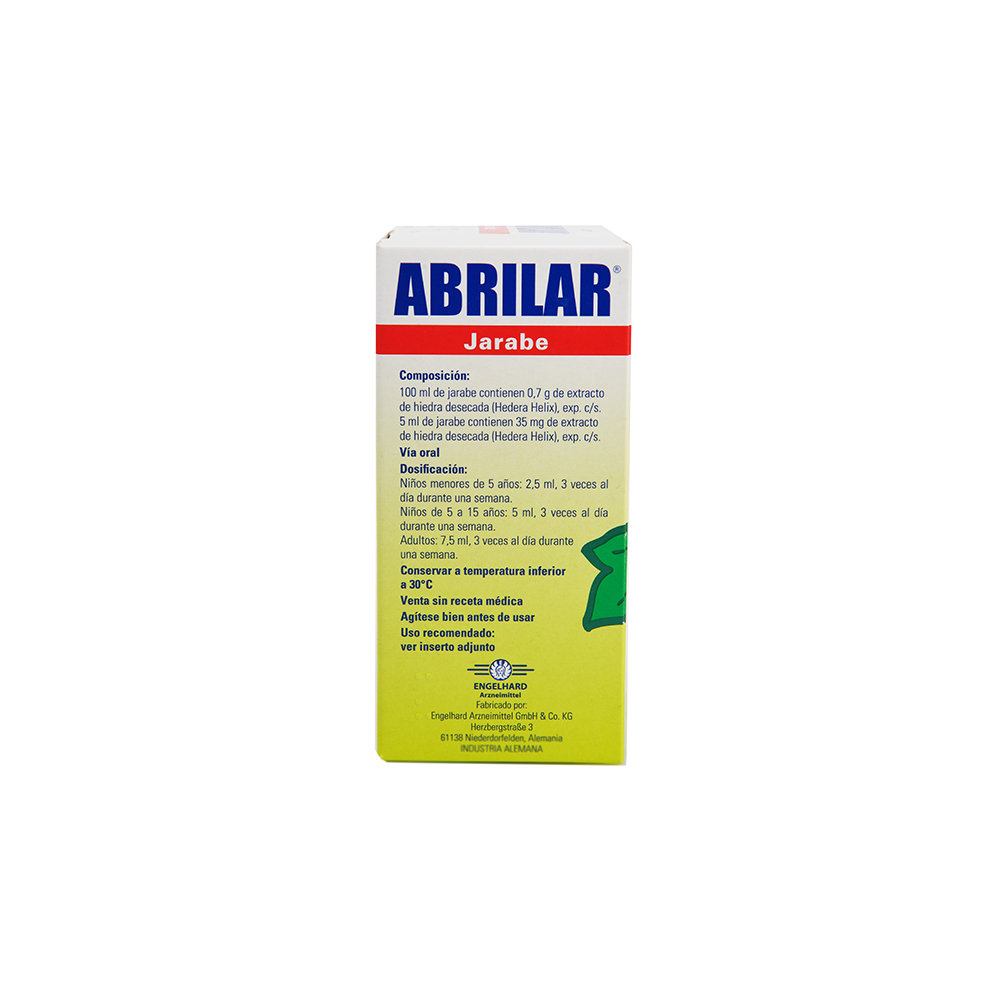 ABRILAR®
Jarabe
Composición:
100 ml de jarabe contienen 0,7 g de extracto
de hiedra desecada (Hedera Helix), exp. c/s.
5 ml de jarabe contienen 35 mg de extracto
de hiedra desecada (Hedera Helix), exp. c/s.
Vía oral
Dosificación:
Niños menores de 5 años: 2,5 ml, 3 veces al
día durante una semana.
Niños de 5 a 15 años: 5 ml, 3 veces al día
durante una semana.
Adultos: 7,5 ml, 3 veces al día durante
una semana.
Conservar a temperatura inferior
a 30°C
Venta sin receta médica
Agítese bien antes de usar
Uso recomendado:
ver inserto adjunto
ENGELHARD
Arzneimittel
Fabricado por:
Engelhard Arzneimittel GmbH & Co. KG
Herzbergstraße 3
61138 Niederdorfelden, Alemania
INDUSTRIA ALEMANA